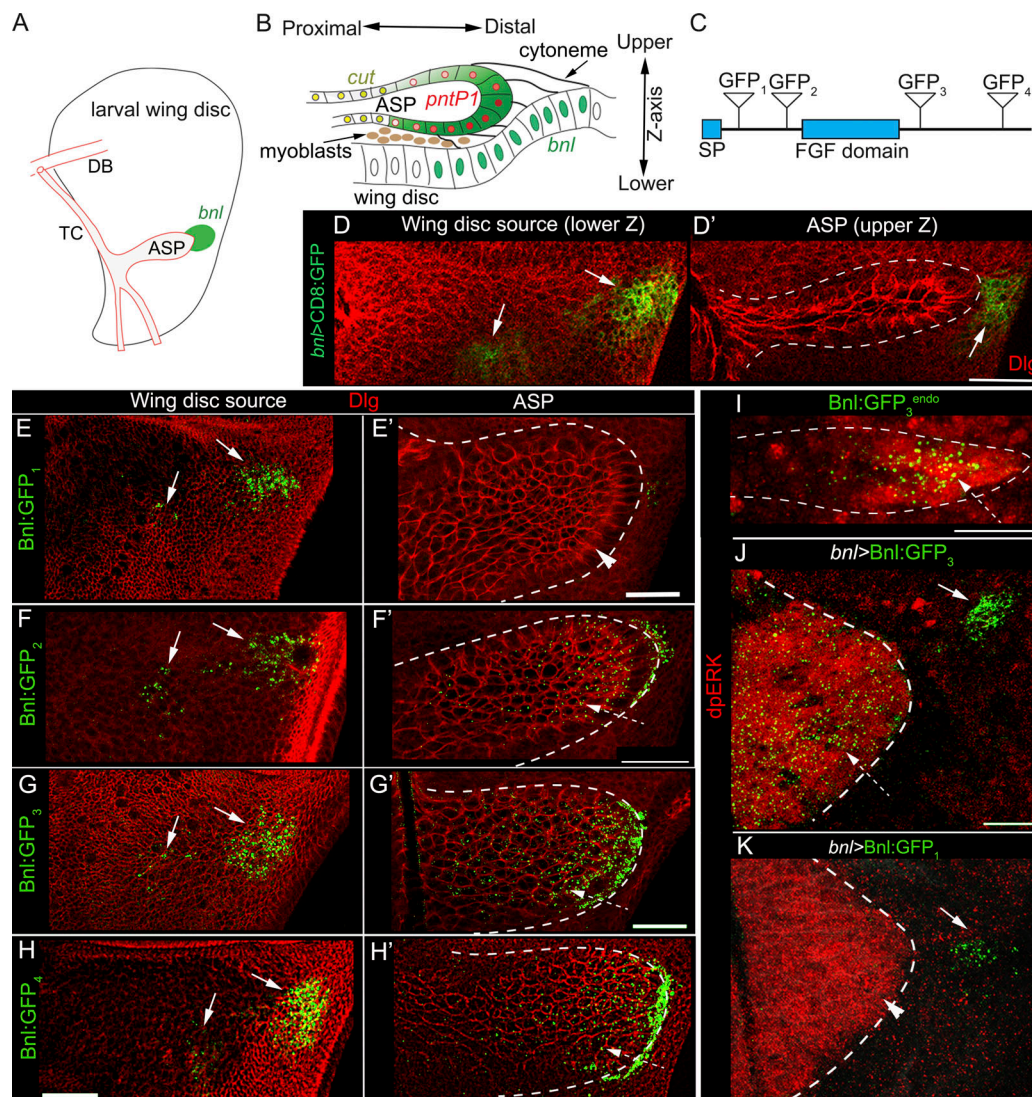 A
larval wing disc
DB
TC
bnl
ASP
B
Proximal
Distal
cytoneme
Upper
cut
ASP
pntP1
Z-axis
myoblasts
bnl
wing disc
Lower
C
GFP1
GFP2
GFP3
GFP4
SP
FGF domain
bnl>CD8:GFP
D
Wing disc source (lower Z)
D'
ASP (upper Z)
Dlg
Wing disc source
Dlg
ASP
E
Bnl:GFP1
E'
F
Bnl:GFP2
F'
G
Bnl:GFP3
G'
H
Bnl:GFP4
H'
I
Bnl:GFP3endo
dpERK
J
bnl>Bnl:GFP3
K
bnl>Bnl:GFP1